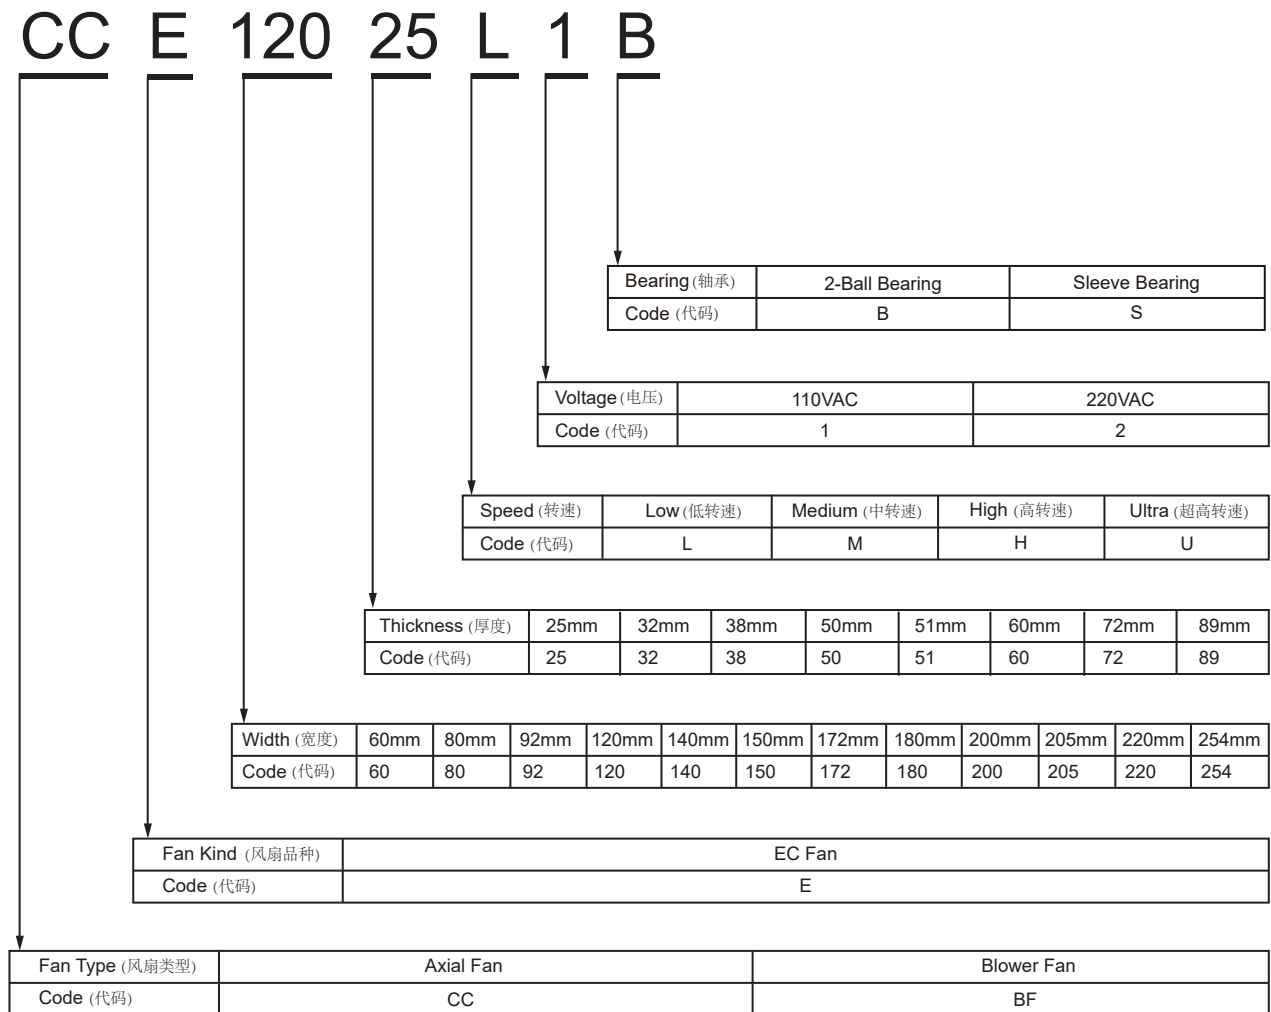 CC E 120 25 L 1 B
Bearing (轴承) 2-Ball Bearing Sleeve Bearing
Code (代码) B S
Voltage (电压) 110VAC 220VAC
Code (代码) 1 2
Speed (转速) Low (低转速) Medium (中转速) High (高转速) Ultra (超高转速)
Code (代码) L M H U
Thickness (厚度) 25mm 32mm 38mm 50mm 51mm 60mm 72mm 89mm
Code (代码) 25 32 38 50 51 60 72 89
Width (宽度) 60mm 80mm 92mm 120mm 140mm 150mm 172mm 180mm 200mm 205mm 220mm 254mm
Code (代码) 60 80 92 120 140 150 172 180 200 205 220 254
Fan Kind (风扇品种) EC Fan
Code (代码) E
Fan Type (风扇类型) Axial Fan Blower Fan
Code (代码) CC BF